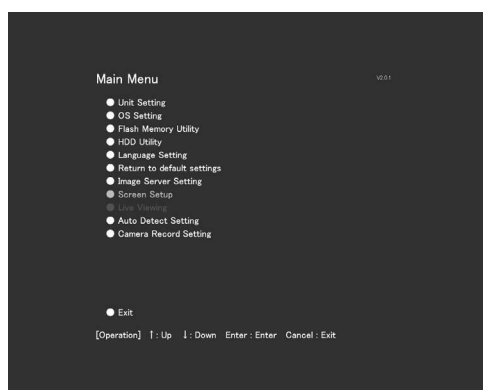 Main Menu
V2.0.1
Unit Setting
OS Setting
Flash Memory Utility
HDD Utility
Language Setting
Return to default settings
Image Server Setting
Screen Setup
Live Viewing
Auto Detect Setting
Camera Record Setting
Exit
[Operation] ↑ : Up ↓ : Down Enter : Enter Cancel : Exit